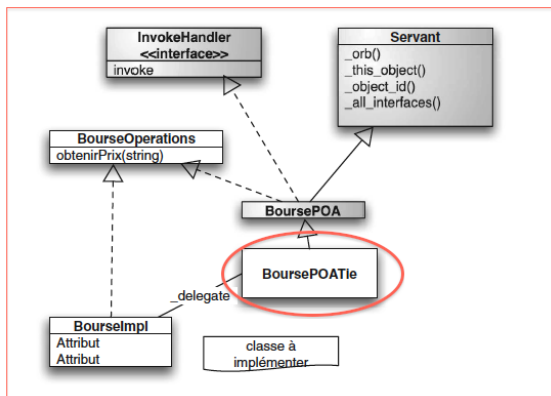 InvokeHandler
<<interface>>
invoke
Servant
_orb()
_this_object()
_object_id()
_all_interfaces()
BourseOperations
obtenirPrix(string)
BoursePOA
BoursePOATie
_delegate
BourseImpl
Attribut
Attribut
classe à
implémenter